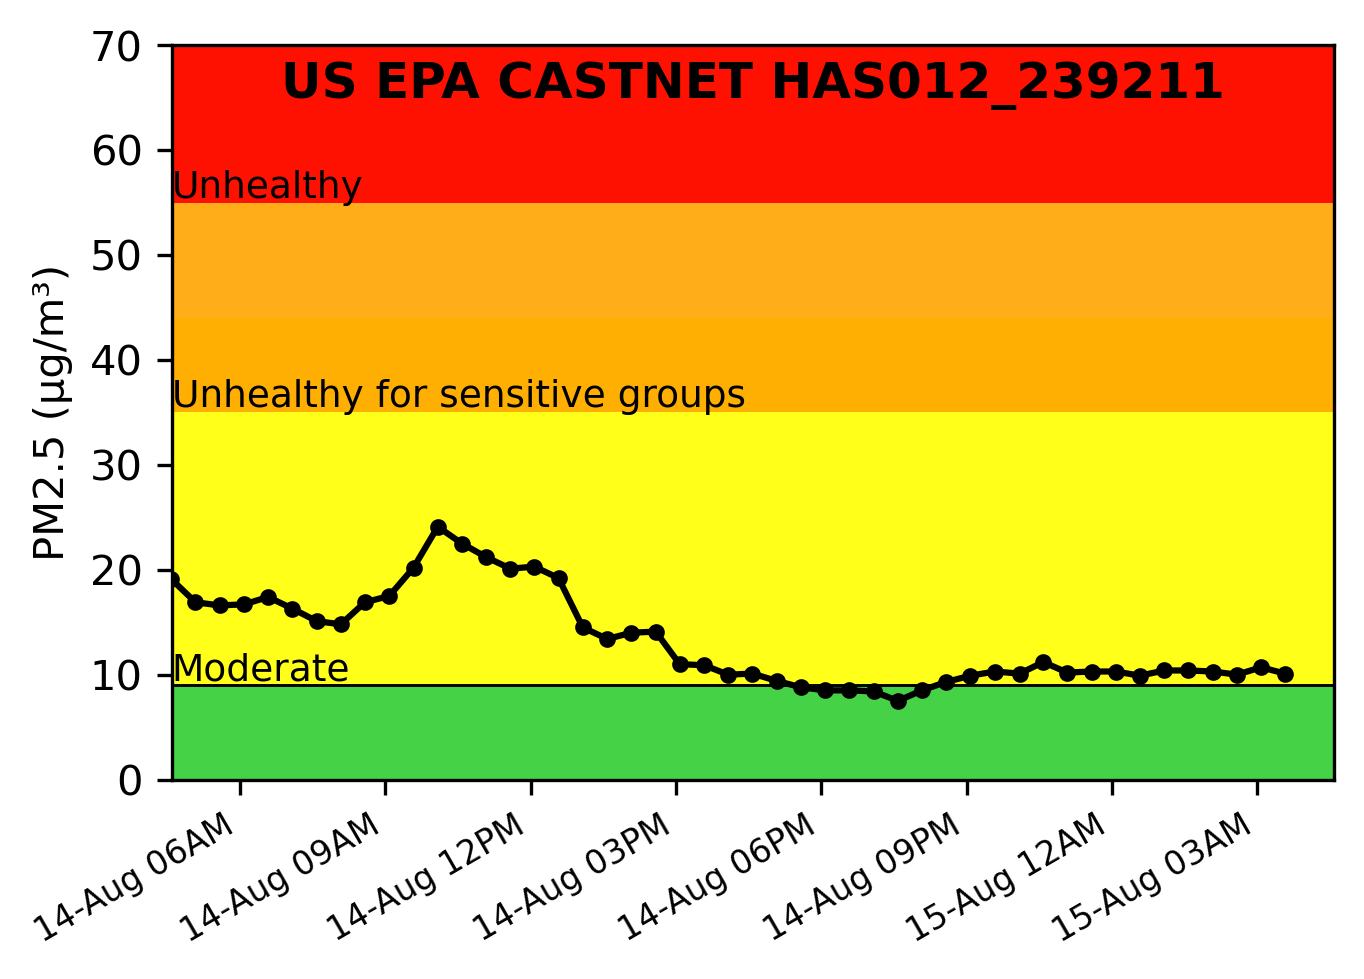 US EPA CASTNET HAS012_239211
70
60
50
40
30
20
10
0
PM2.5 (µg/m³)
Unhealthy
Unhealthy for sensitive groups
Moderate
14-Aug 06AM
14-Aug 09AM
14-Aug 12PM
14-Aug 03PM
14-Aug 06PM
14-Aug 09PM
15-Aug 12AM
15-Aug 03AM